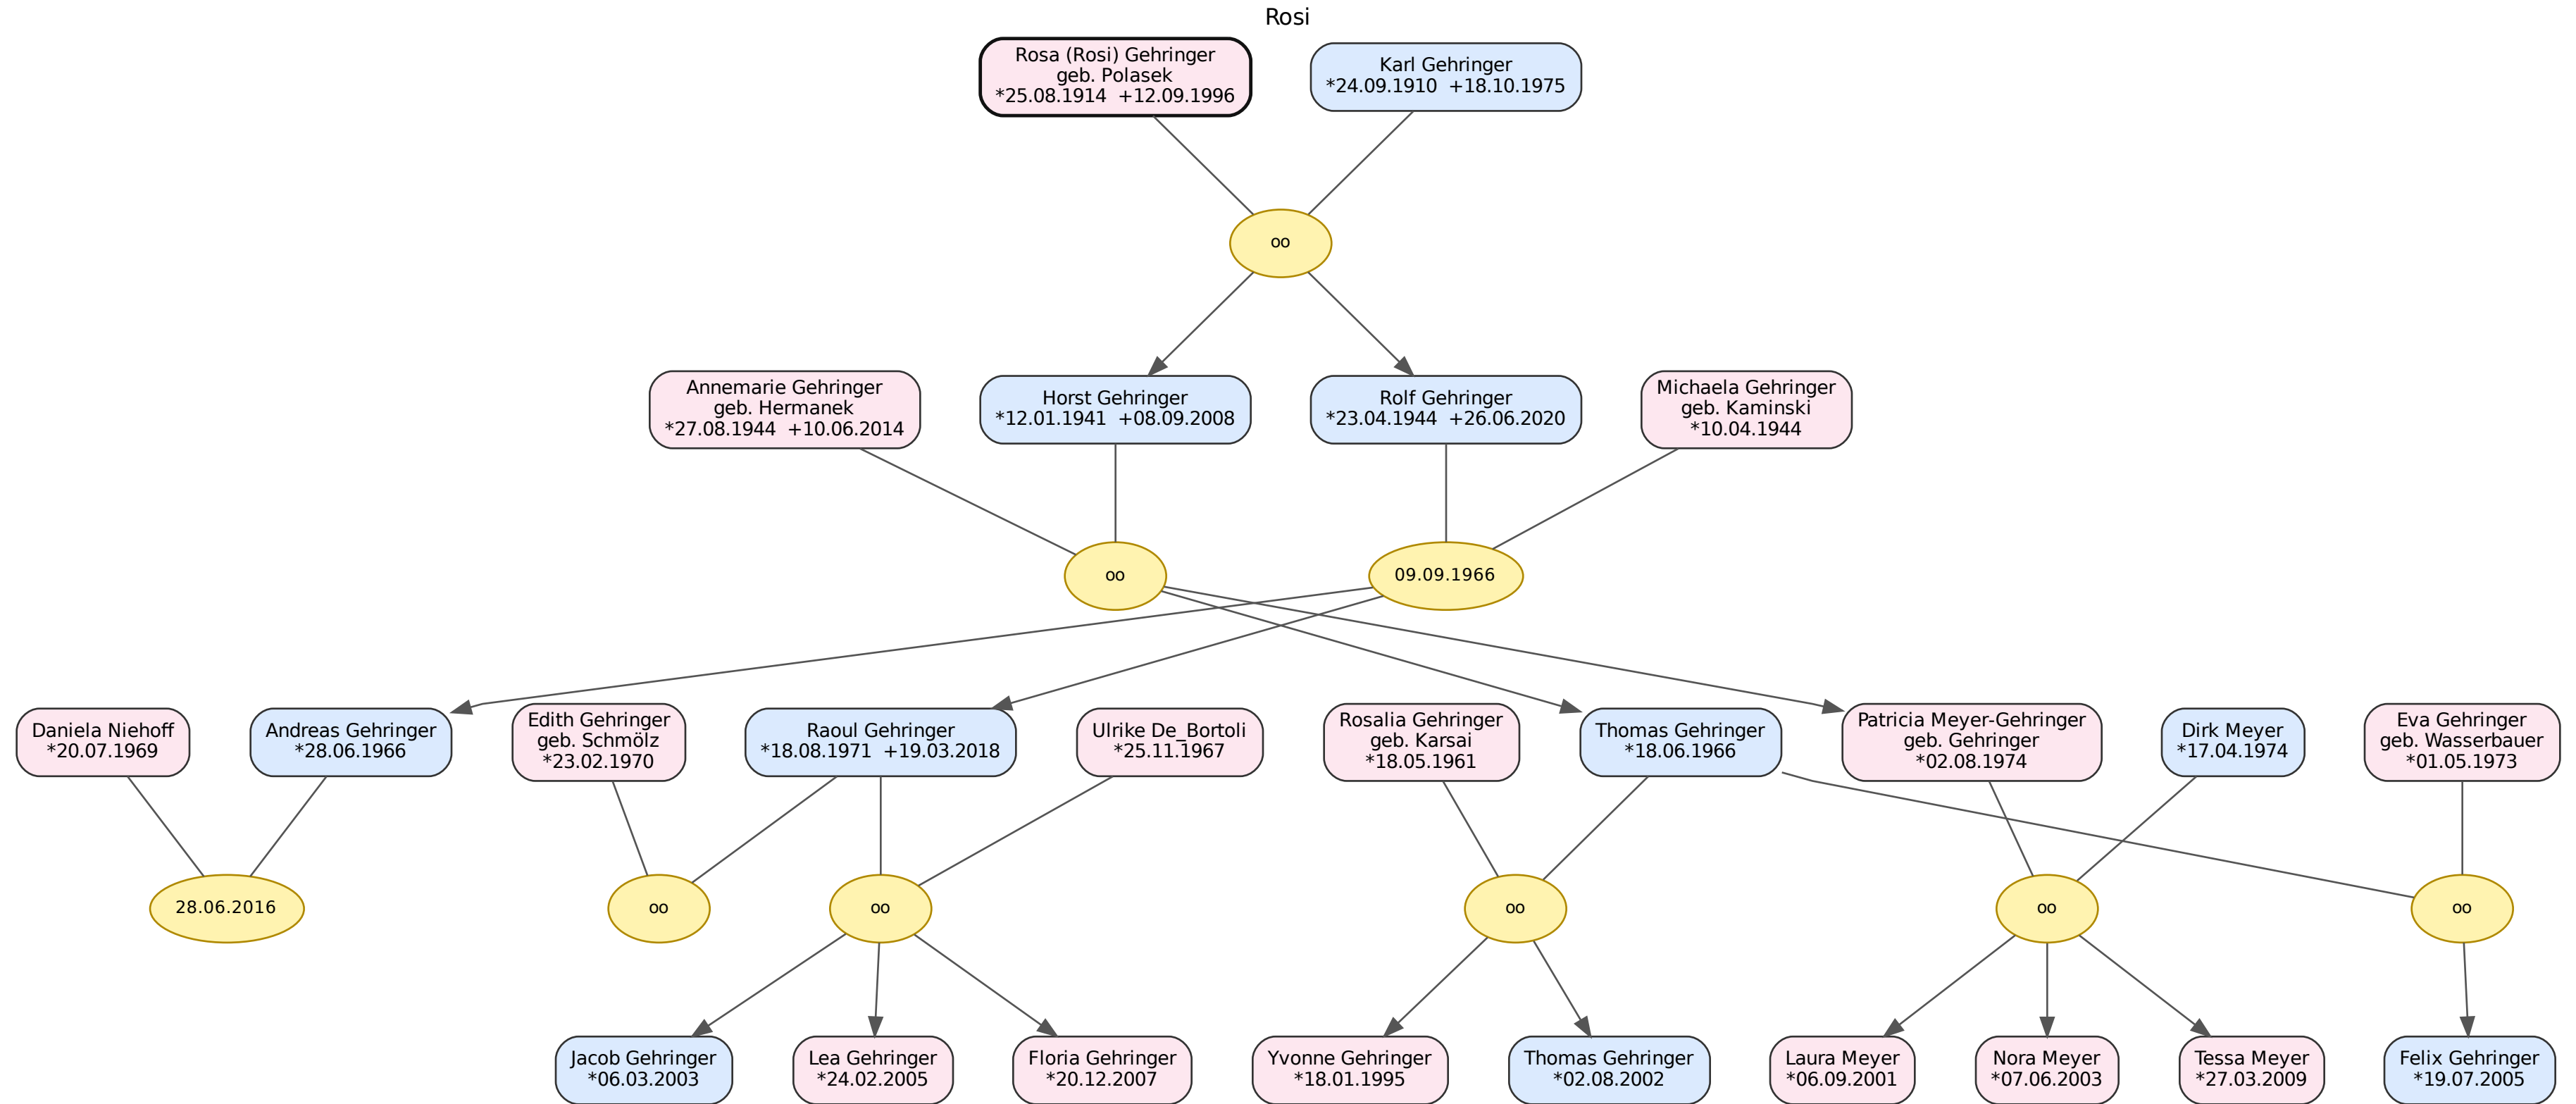 Rosi
Rosa (Rosi) Gehringer
geb. Polasek
*25.08.1914  +12.09.1996
Karl Gehringer
*24.09.1910  +18.10.1975
oo
Annemarie Gehringer
geb. Hermanek
*27.08.1944  +10.06.2014
Horst Gehringer
*12.01.1941  +08.09.2008
Rolf Gehringer
*23.04.1944  +26.06.2020
Michaela Gehringer
geb. Kaminski
*10.04.1944
oo
09.09.1966
Daniela Niehoff
*20.07.1969
Andreas Gehringer
*28.06.1966
Edith Gehringer
geb. Schmölz
*23.02.1970
Raoul Gehringer
*18.08.1971  +19.03.2018
Ulrike De_Bortoli
*25.11.1967
Rosalia Gehringer
geb. Karsai
*18.05.1961
Thomas Gehringer
*18.06.1966
Patricia Meyer-Gehringer
geb. Gehringer
*02.08.1974
Dirk Meyer
*17.04.1974
Eva Gehringer
geb. Wasserbauer
*01.05.1973
28.06.2016
oo
oo
oo
oo
oo
Jacob Gehringer
*06.03.2003
Lea Gehringer
*24.02.2005
Floria Gehringer
*20.12.2007
Yvonne Gehringer
*18.01.1995
Thomas Gehringer
*02.08.2002
Laura Meyer
*06.09.2001
Nora Meyer
*07.06.2003
Tessa Meyer
*27.03.2009
Felix Gehringer
*19.07.2005